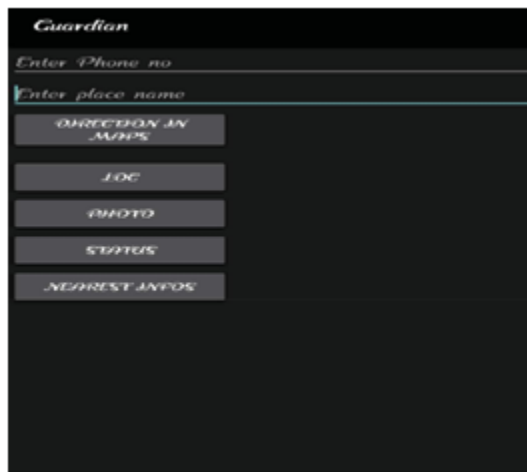 Guardian
Enter Phone no
Enter place name
DIRECTION IN
MAPS
LOC
PHOTO
STATUS
NEAREST INFOS